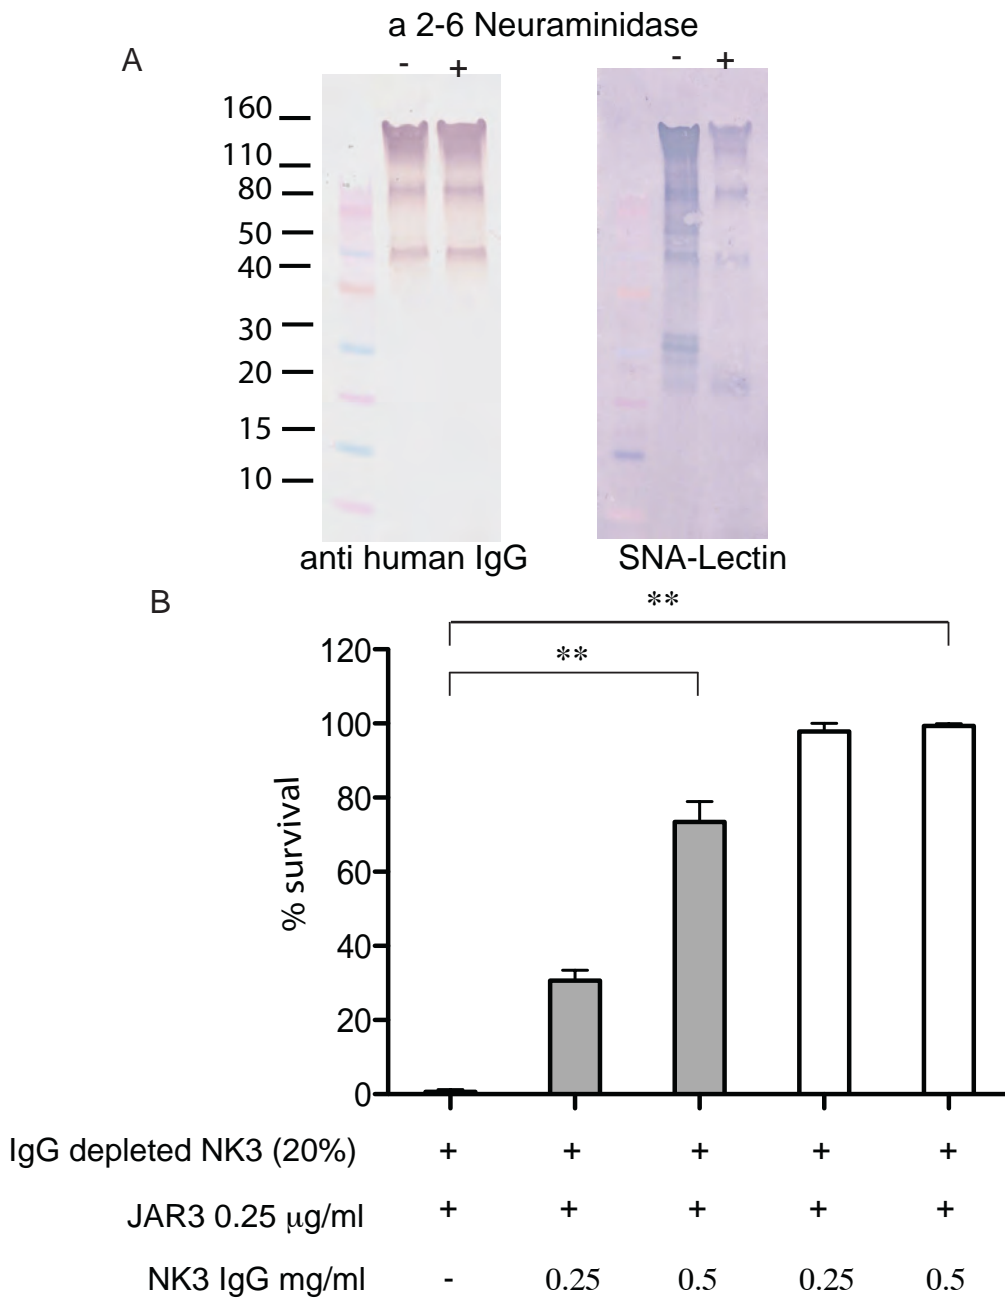 a 2-6 Neuraminidase
A - + - +
160
110
80
50
40
30
20
15
10
anti human IgG SNA-Lectin
B
**
**
120
100
80
60
40
20
0
% survival
IgG depleted NK3 (20%) + + + + +
JAR3 0.25 μg/ml + + + + +
NK3 IgG mg/ml - 0.25 0.5 0.25 0.5